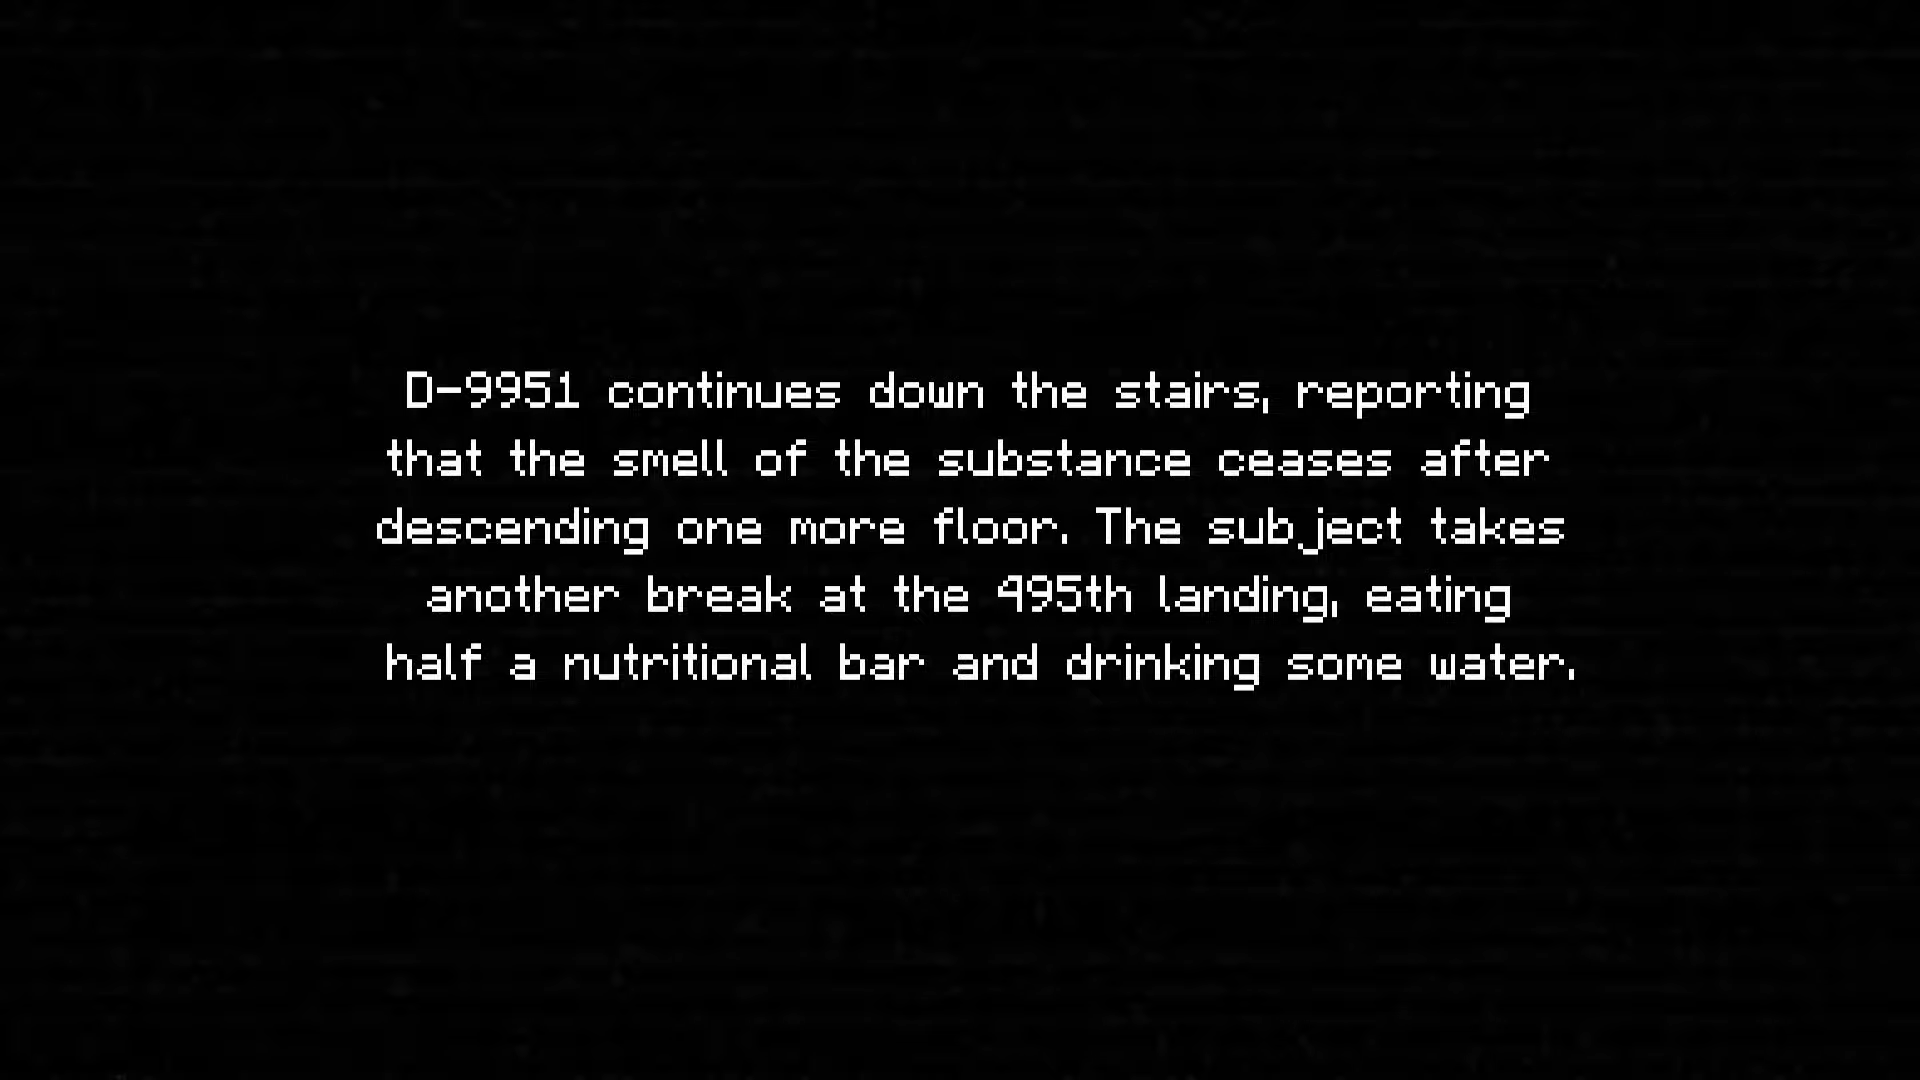 D-9951 continues down the stairs, reporting
that the smell of the substance ceases after
descending one more floor. The subject takes
another break at the 495th landing, eating
half a nutritional bar and drinking some water.